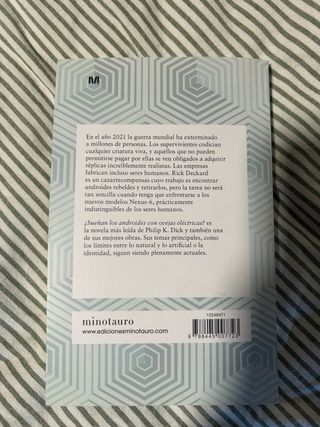 M
En el año 2021 la guerra mundial ha exterminado
a millones de personas. Los supervivientes codician
cualquier criatura viva, y aquellos que no pueden
permitirse pagar por ellas se ven obligados a adquirir
réplicas increíblemente realistas. Las empresas
fabrican incluso seres humanos. Rick Deckard
es un cazarrecompensas cuyo trabajo es encontrar
androides rebeldes y retirarlos, pero la tarea no será
tan sencilla cuando tenga que enfrentarse a los
nuevos modelos Nexus-6, prácticamente
indistinguibles de los seres humanos.
¿Sueñan los androides con ovejas eléctricas? es
la novela más leída de Philip K. Dick y también una
de sus mejores obras. Sus temas principales, como
los límites entre lo natural y lo artificial o la
identidad, siguen siendo plenamente actuales.
minotauro
www.edicionesminotauro.com
10246471
9 788445 007723